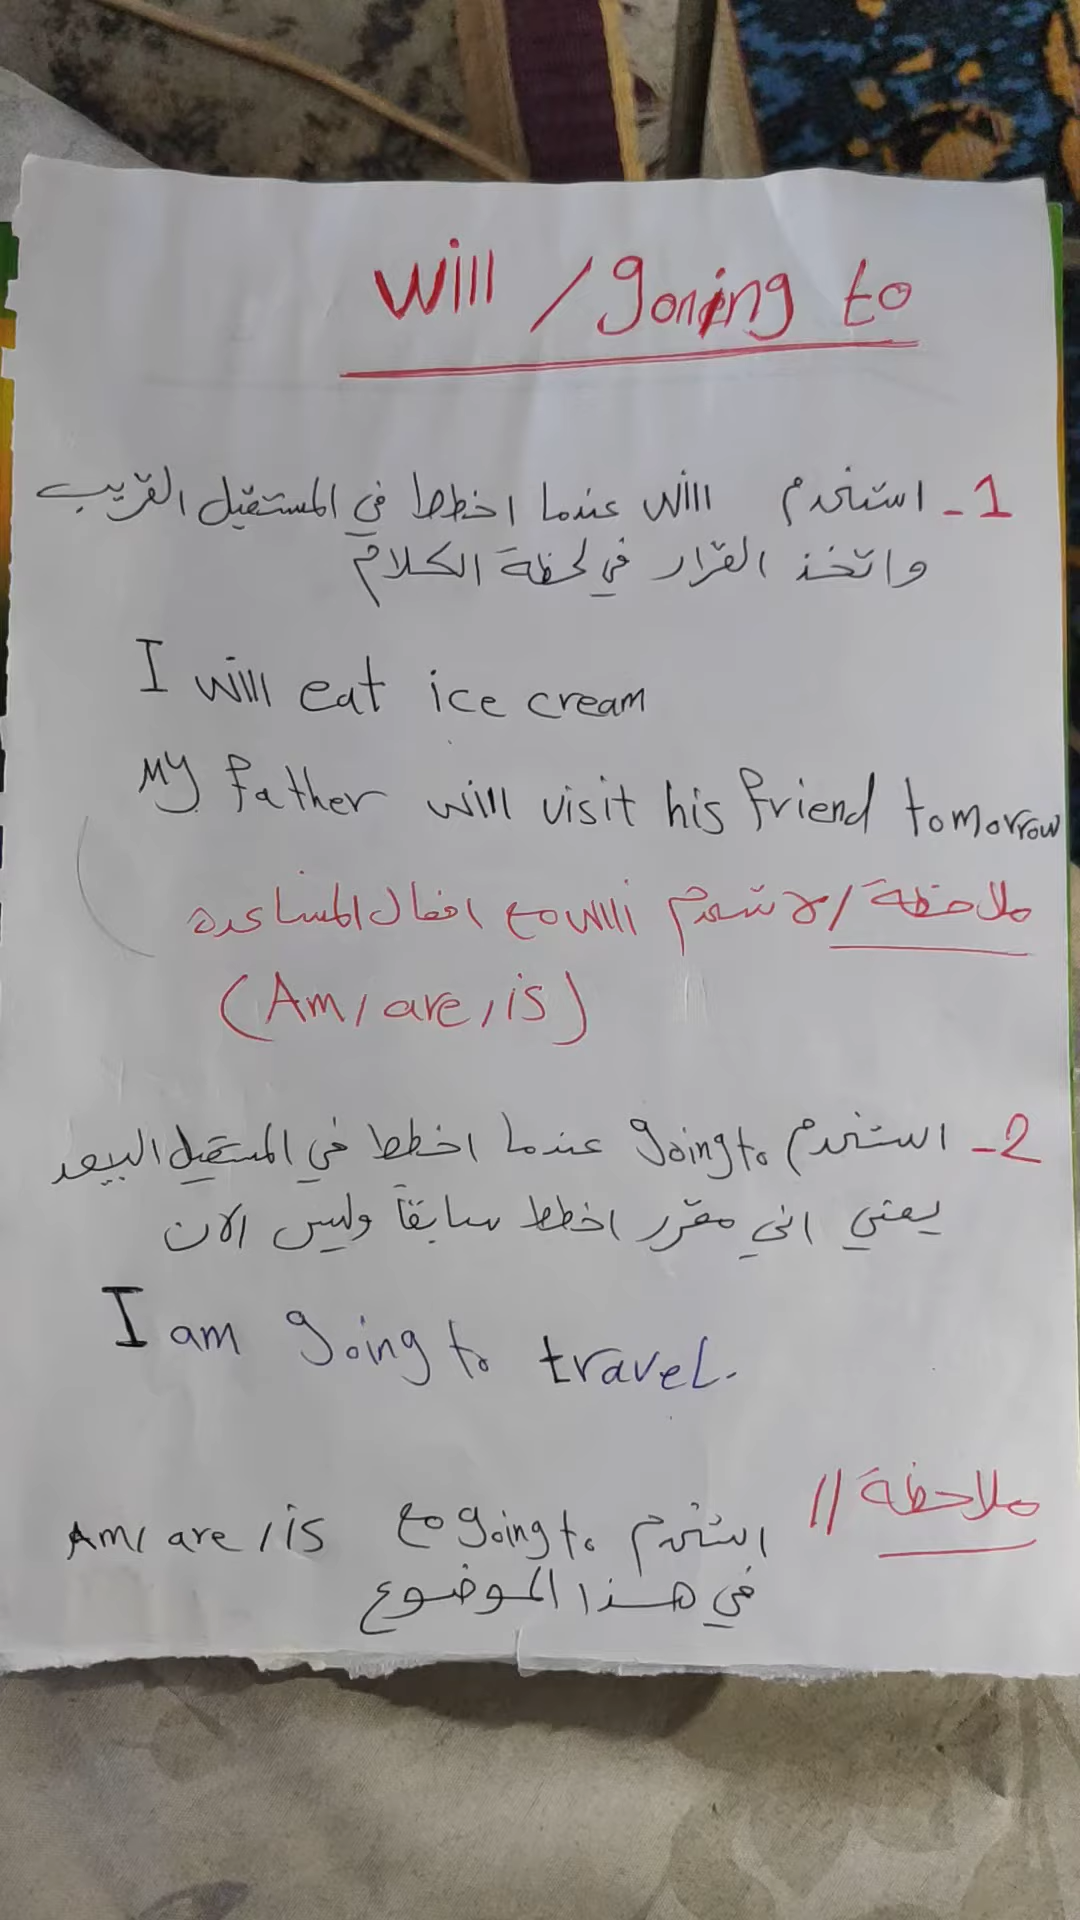 will / going to
1- استخدم will عندما اخطط في المستقبل القريب
واتخذ القرار في لحظة الكلام
I will eat ice cream
My father will visit his friend tomorrow
ملاحظة / لا تستخدم will مع افعال المساعده
(Am / are / is)
2- استخدم going to عندما اخطط في المستقبل البعيد
يعني اني مقرر اخطط سابقاً وليس الان
I am going to travel.
ملاحظة //
استخدم going to مع Am / are / is
في هذا الموضوع